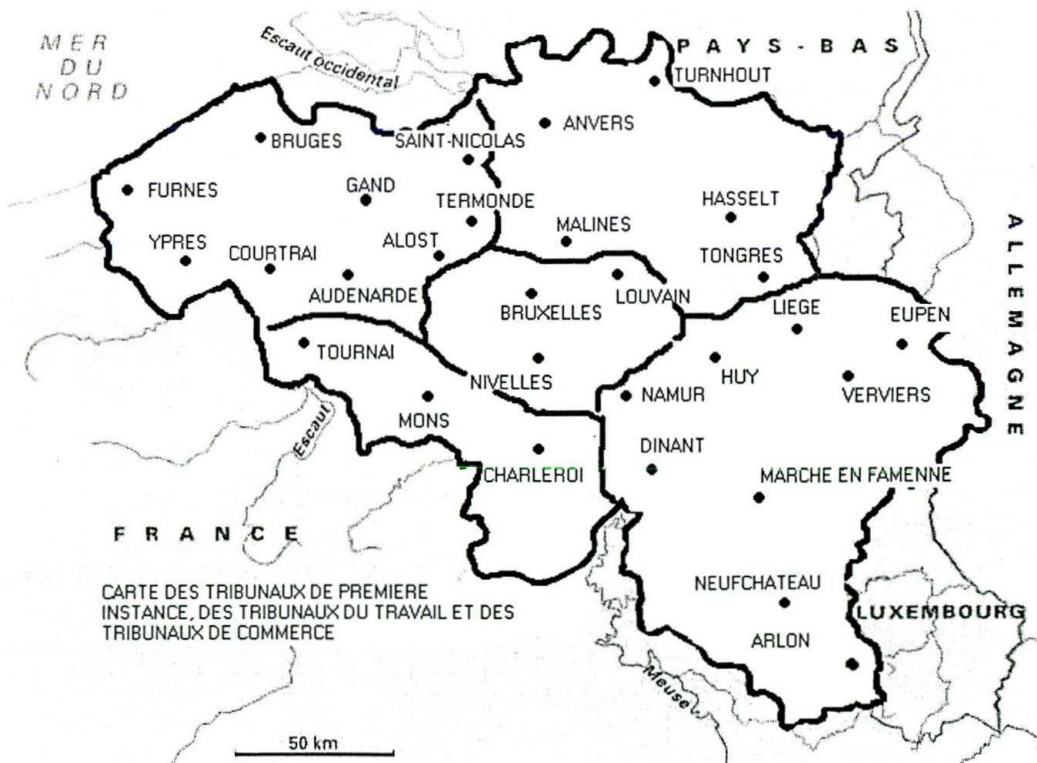 MER
DU
NORD
Escaut occidental
PAYS-BAS
TURNHOUT
BRUGES
SAINT-NICOLAS
ANVERS
FURNES
GAND
TERMONDE
HASSELT
YPRES
COURTRAI
ALOST
MALINES
TONGRES
AUDENARDE
BRUXELLES
LOUVAIN
LIEGE
EUPEN
ALLEMAGNE
TOURNAI
NIVELLES
HUY
NAMUR
VERVIERS
MONS
Escaut
DINANT
CHARLEROI
MARCHE EN FAMENNE
FRANCE
NEUFCHATEAU
CARTE DES TRIBUNAUX DE PREMIERE
INSTANCE, DES TRIBUNAUX DU TRAVAIL ET DES
TRIBUNAUX DE COMMERCE
LUXEMBOURG
ARLON
Meuse
50 km